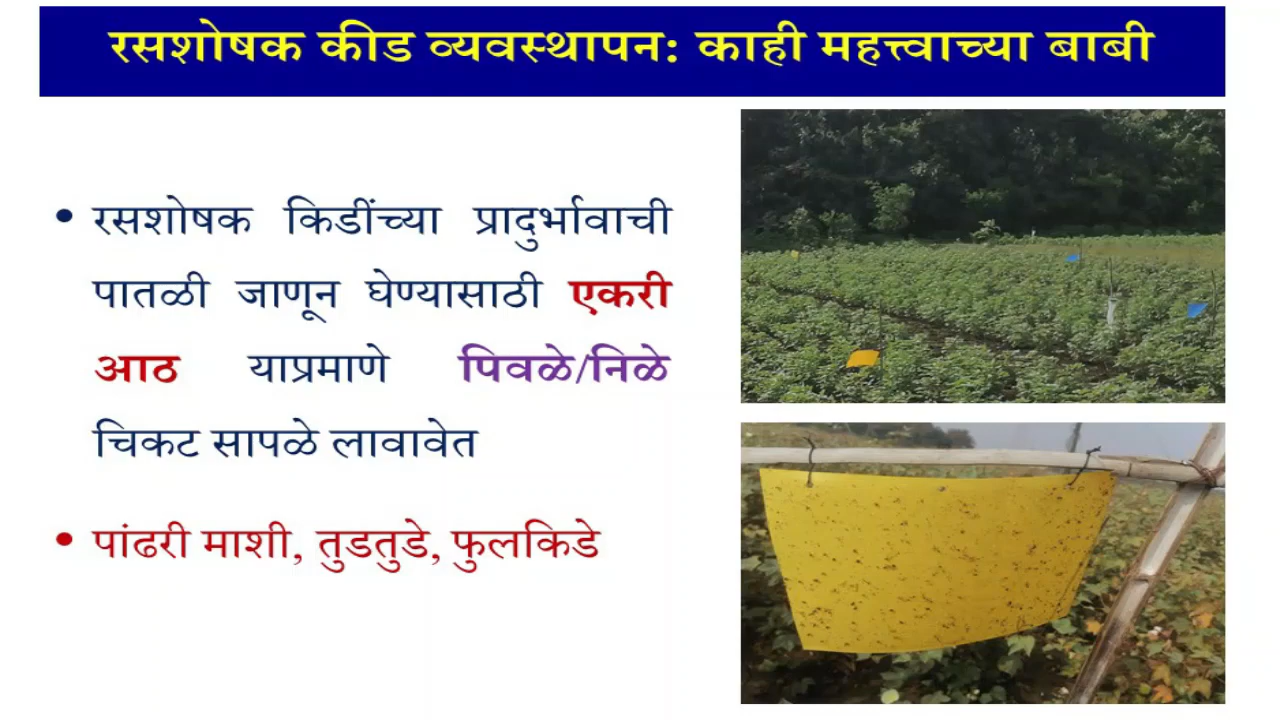 रसशोषक कीड व्यवस्थापन: काही महत्त्वाच्या बाबी
• रसशोषक किडींच्या प्रादुर्भावाची
पातळी जाणून घेण्यासाठी एकरी
आठ याप्रमाणे पिवळे/निळे
चिकट सापळे लावावेत
• पांढरी माशी, तुडतुडे, फुलकिडे